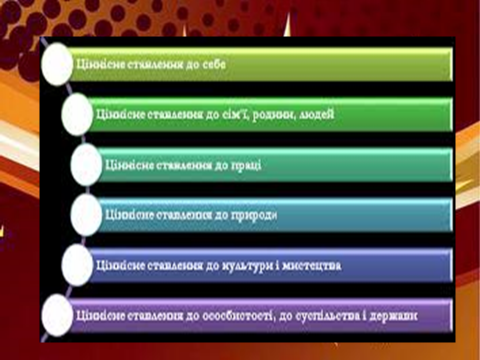 Ціннісне ставлення до себе
Ціннісне ставлення до сім'ї, родини, людей
Ціннісне ставлення до праці
Ціннісне ставлення до природи
Ціннісне ставлення до культури і мистецтва
Ціннісне ставлення до особистості, до суспільства і держави